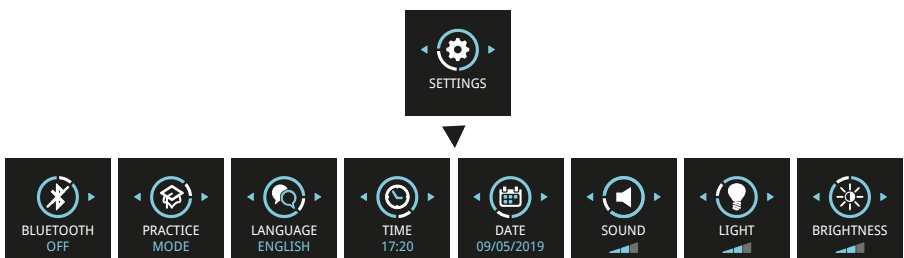 SETTINGS
BLUETOOTH
OFF
PRACTICE
MODE
LANGUAGE
ENGLISH
TIME
17:20
DATE
09/05/2019
SOUND
LIGHT
BRIGHTNESS